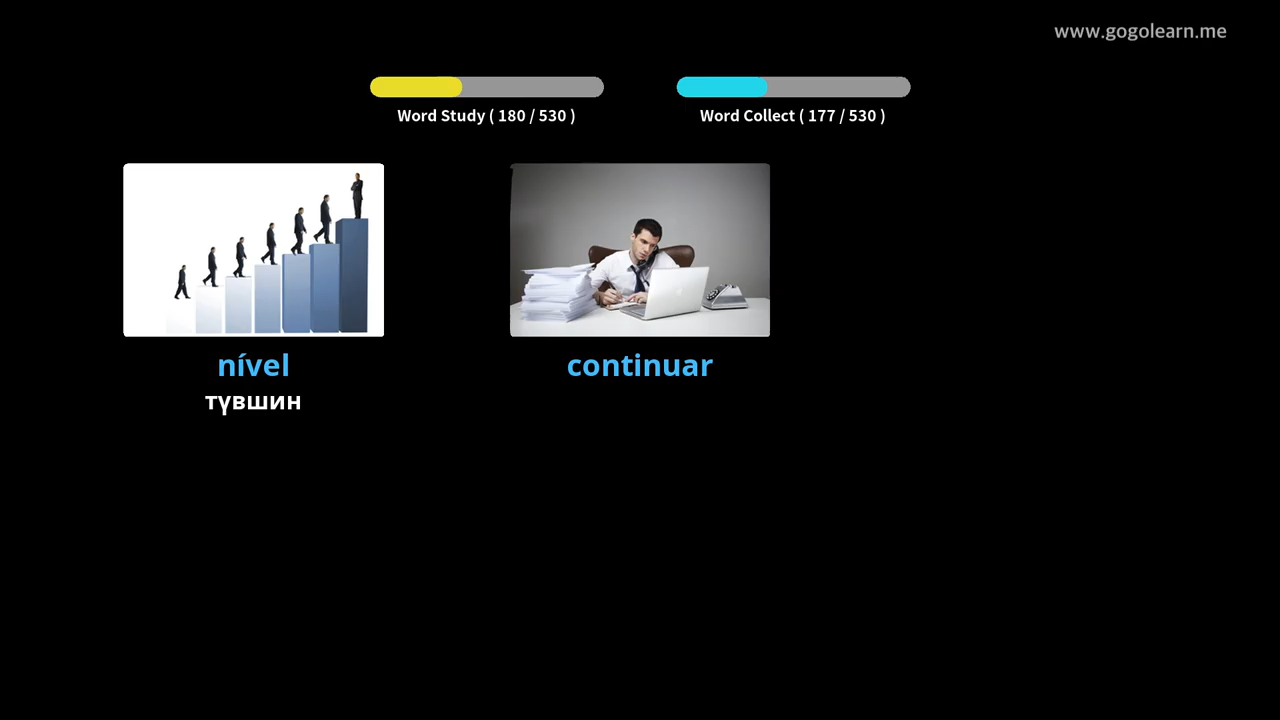 www.gogolearn.me
Word Study ( 180 / 530 )
Word Collect ( 177 / 530 )
nível
түвшин
continuar